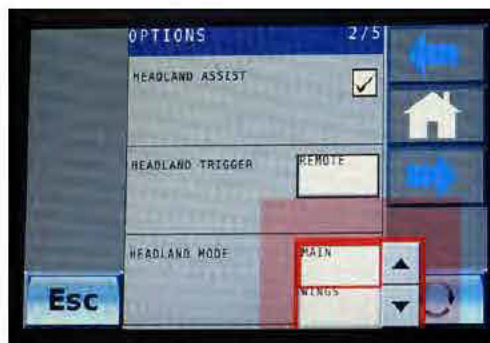 OPTIONS 2/5
HEADLAND ASSIST
HEADLAND TRIGGER REMOTE
HEADLAND MODE MAIN
WINGS
Esc